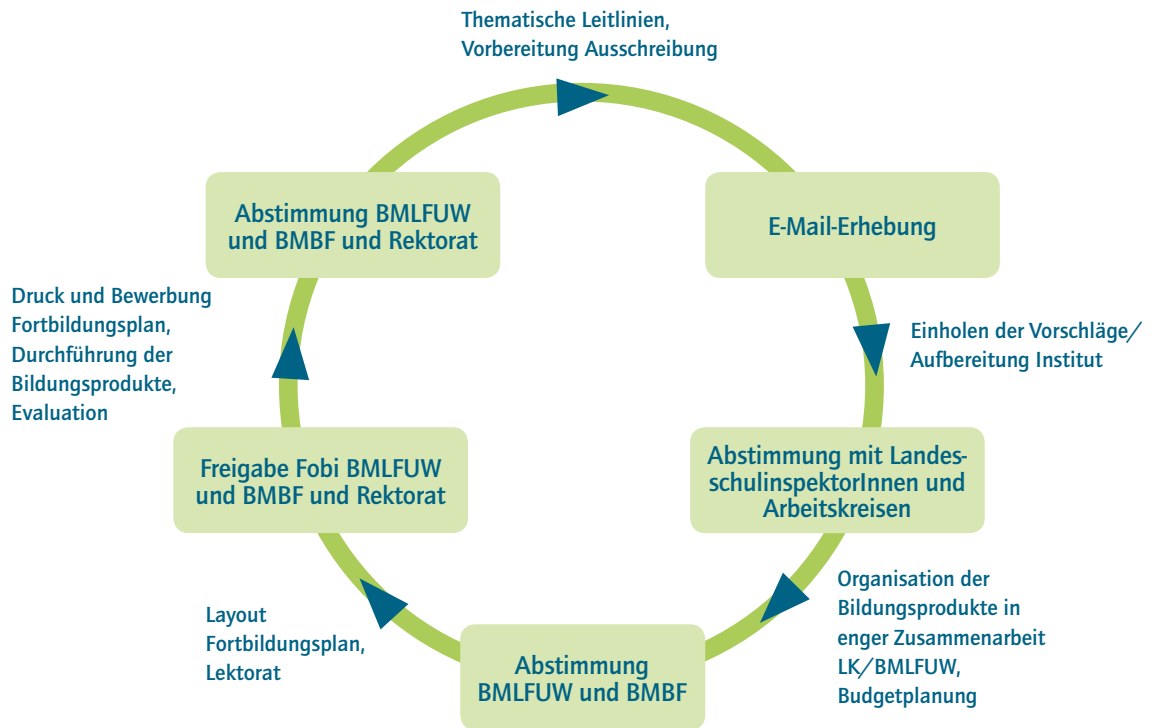 Thematische Leitlinien,
Vorbereitung Ausschreibung
Abstimmung BMLFUW
und BMBF und Rektorat
E-Mail-Erhebung
Druck und Bewerbung
Fortbildungsplan,
Durchführung der
Bildungsprodukte,
Evaluation
Einholen der Vorschläge/
Aufbereitung Institut
Freigabe Fobi BMLFUW
und BMBF und Rektorat
Abstimmung mit Landes-
schulinspektorInnen und
Arbeitskreisen
Layout
Fortbildungsplan,
Lektorat
Organisation der
Bildungsprodukte in
enger Zusammenarbeit
LK/BMLFUW,
Budgetplanung
Abstimmung
BMLFUW und BMBF